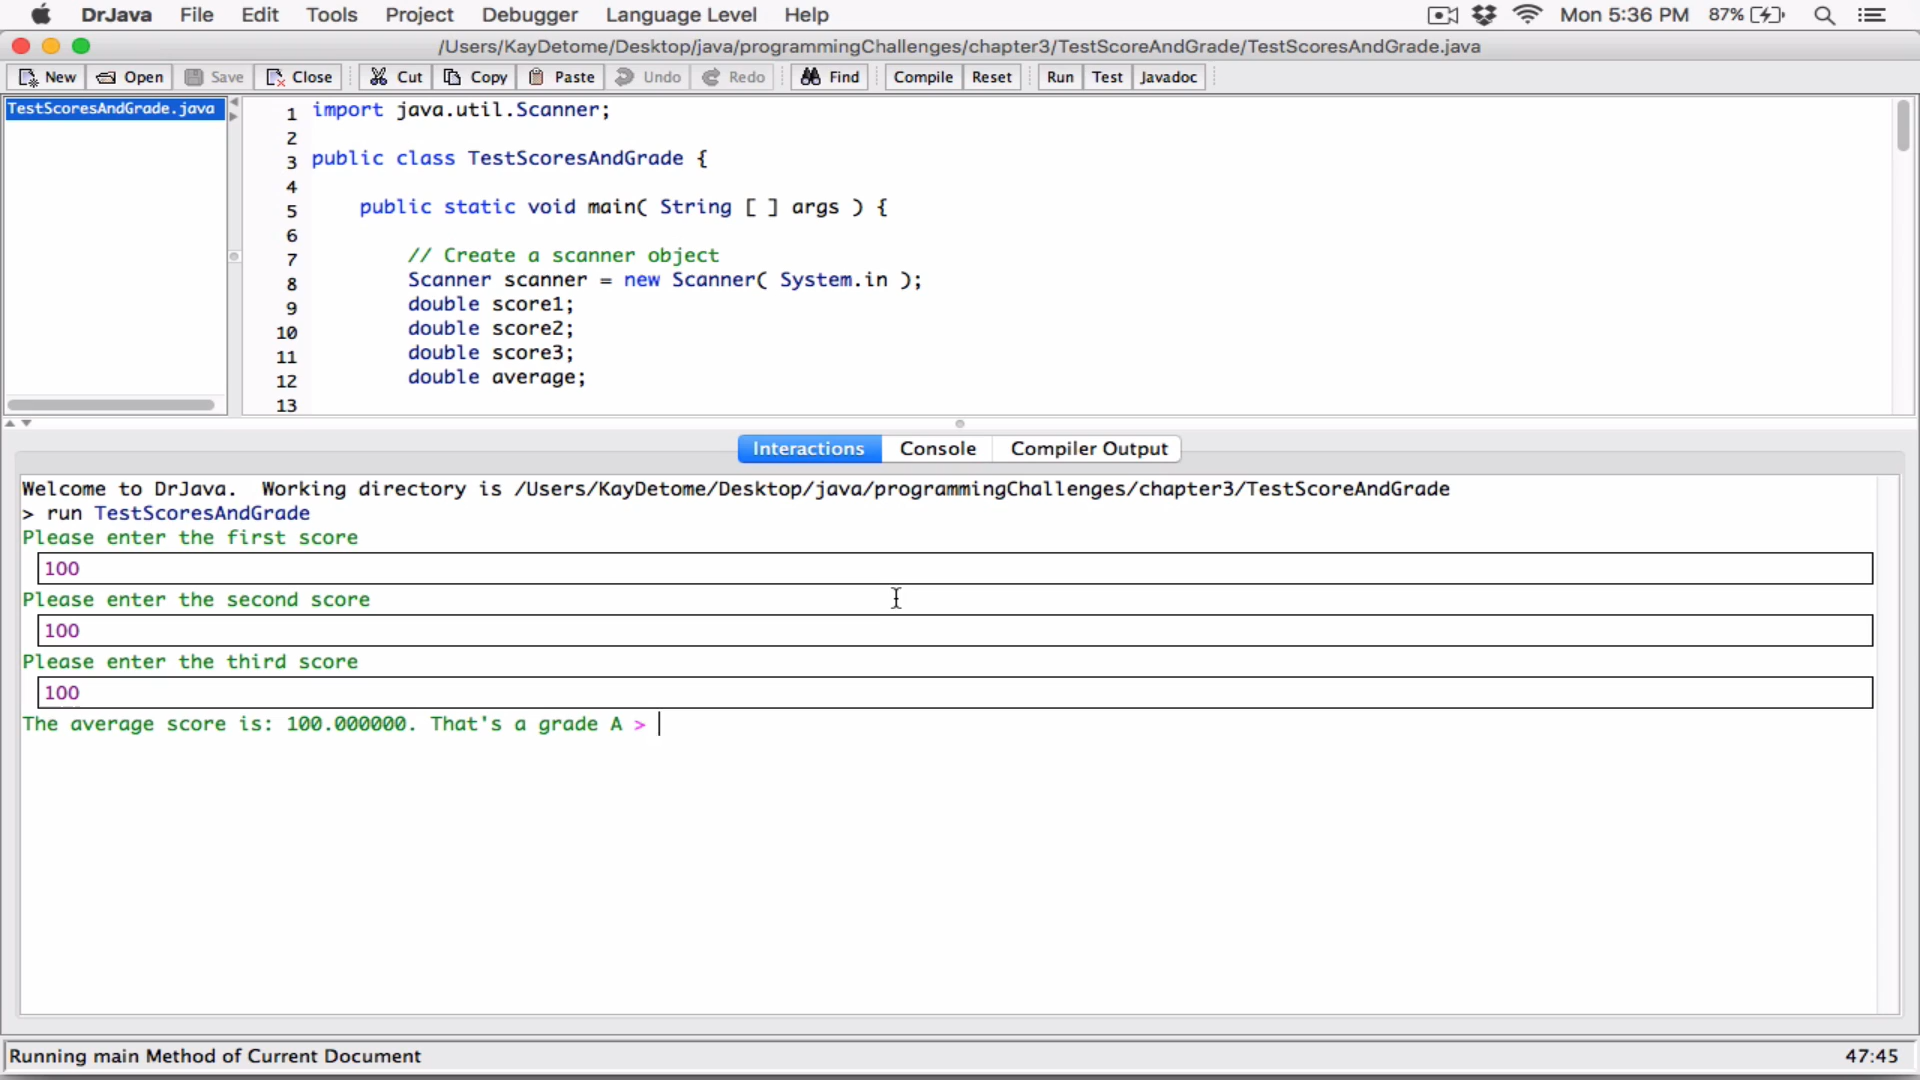 DrJava File Edit Tools Project Debugger Language Level Help Mon 5:36 PM 87%
/Users/KayDetome/Desktop/java/programmingChallenges/chapter3/TestScoreAndGrade/TestScoresAndGrade.java
New Open Save Close Cut Copy Paste Undo Redo Find Compile Reset Run Test Javadoc
TestScoresAndGrade.java
1 import java.util.Scanner;
2
3 public class TestScoresAndGrade {
4
5 public static void main( String [ ] args ) {
6
7 // Create a scanner object
8 Scanner scanner = new Scanner( System.in );
9 double score1;
10 double score2;
11 double score3;
12 double average;
13
Interactions Console Compiler Output
Welcome to DrJava. Working directory is /Users/KayDetome/Desktop/java/programmingChallenges/chapter3/TestScoreAndGrade
> run TestScoresAndGrade
Please enter the first score
100
Please enter the second score
100
Please enter the third score
100
The average score is: 100.000000. That's a grade A >
Running main Method of Current Document 47:45